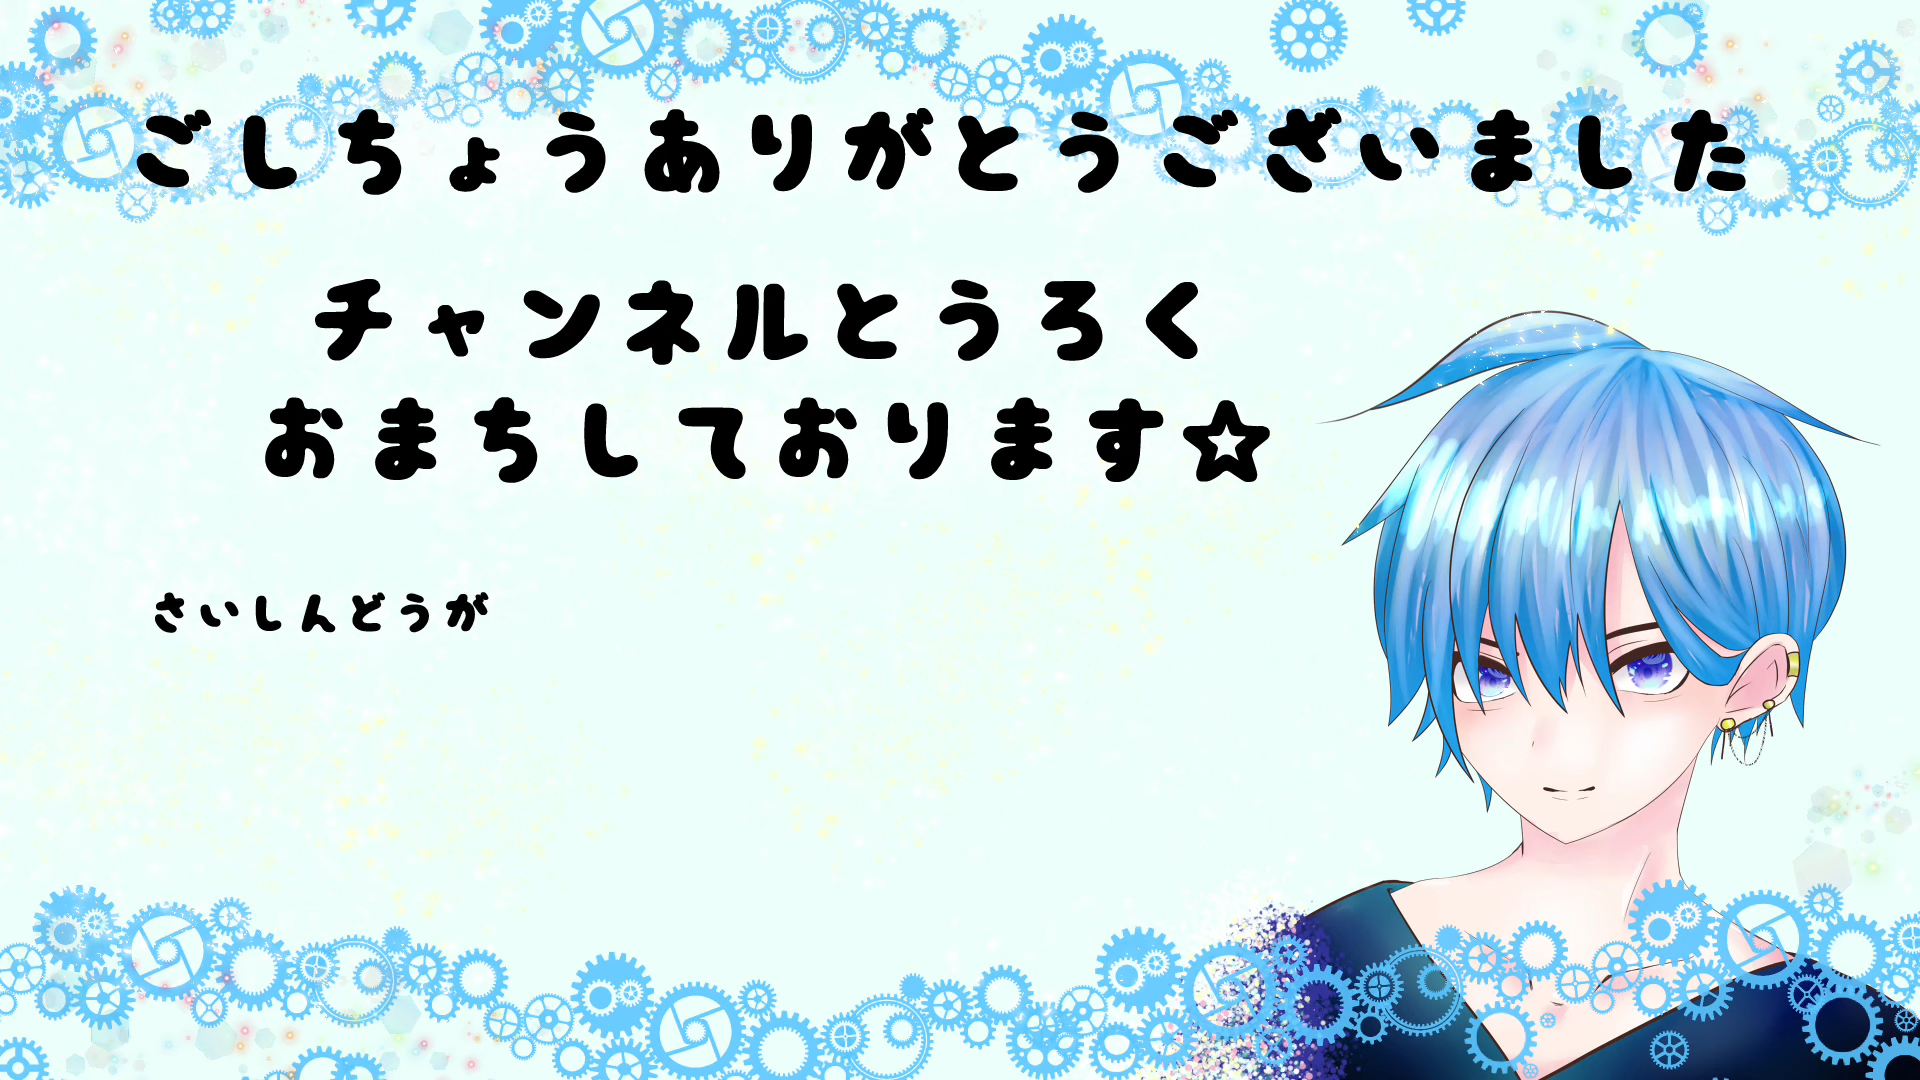 ごしちょうありがとうございました
チャンネルとうろく
おまちしております☆
さいしんどうが